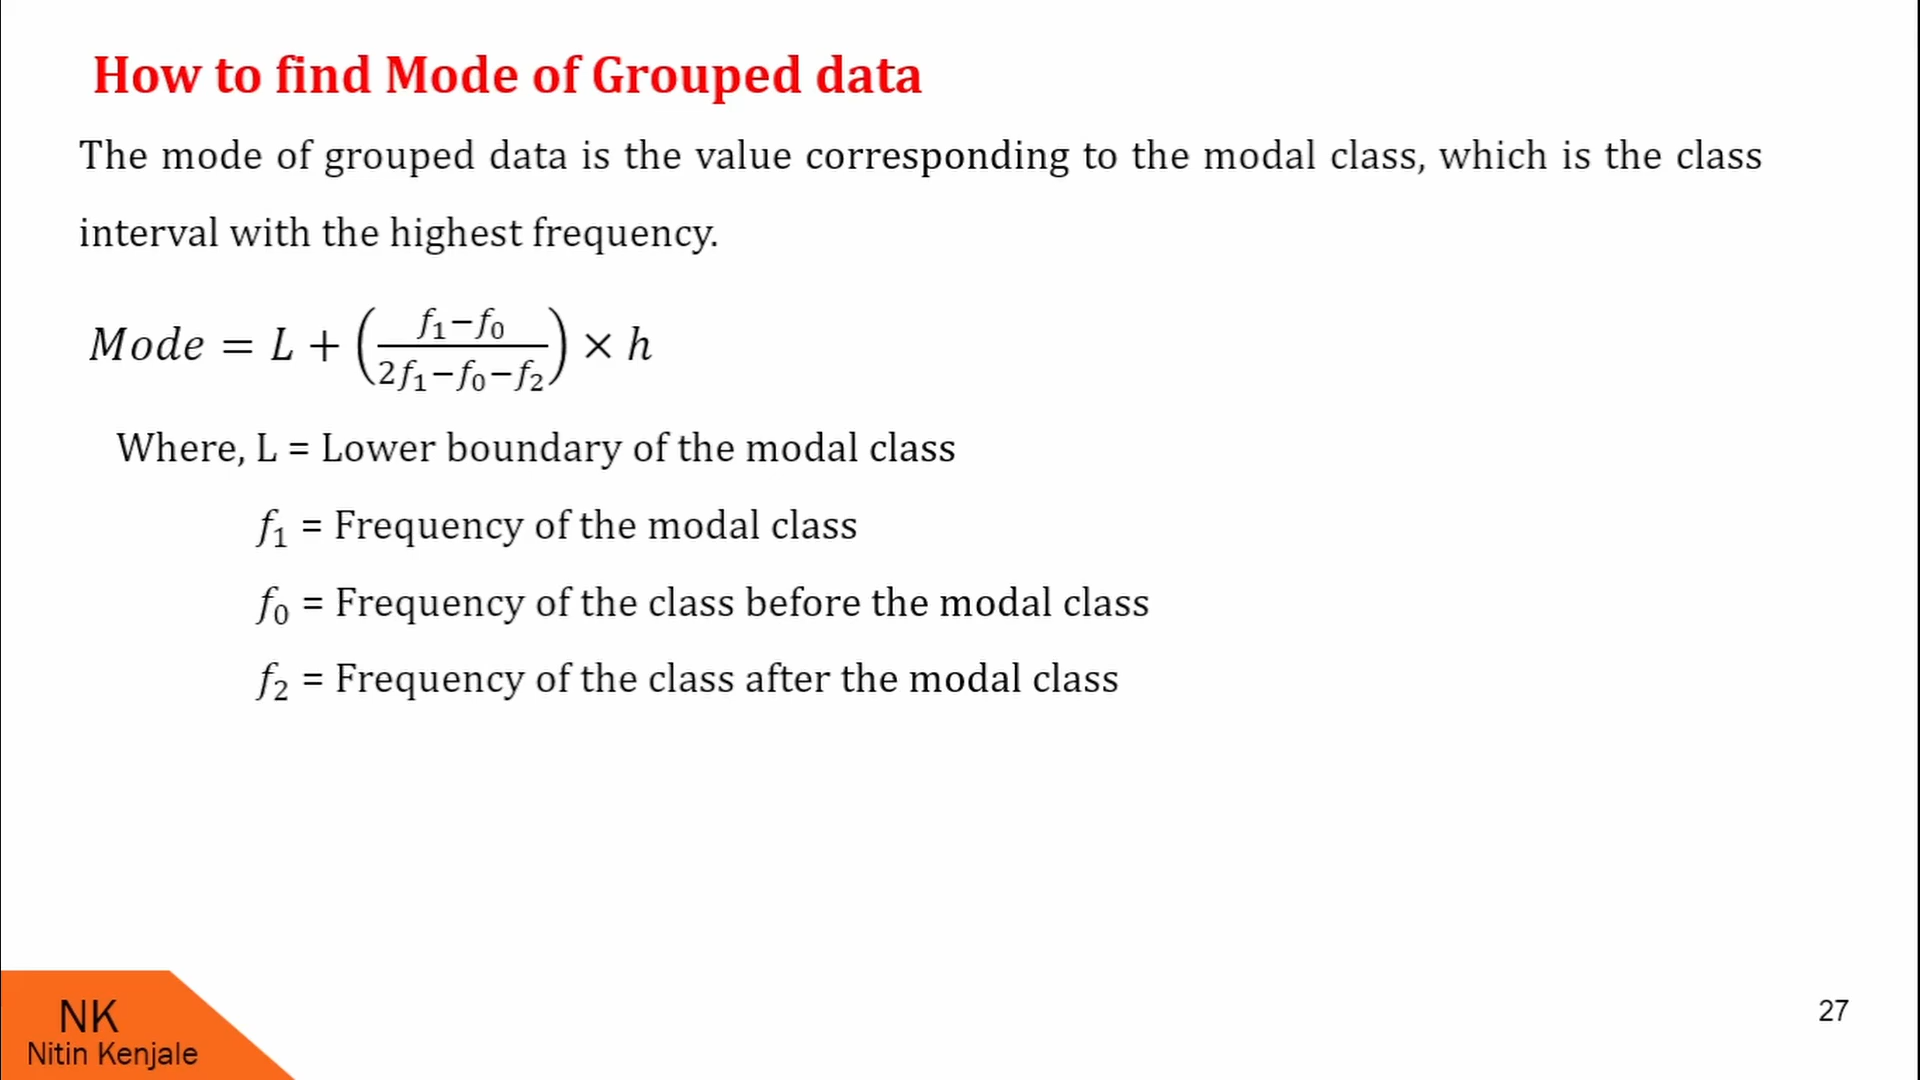 How to find Mode of Grouped data
The mode of grouped data is the value corresponding to the modal class, which is the class
interval with the highest frequency.
Mode = L + (f₁−f₀ / 2f₁−f₀−f₂) × h
Where, L = Lower boundary of the modal class
f₁ = Frequency of the modal class
f₀ = Frequency of the class before the modal class
f₂ = Frequency of the class after the modal class
NK
Nitin Kenjale
27